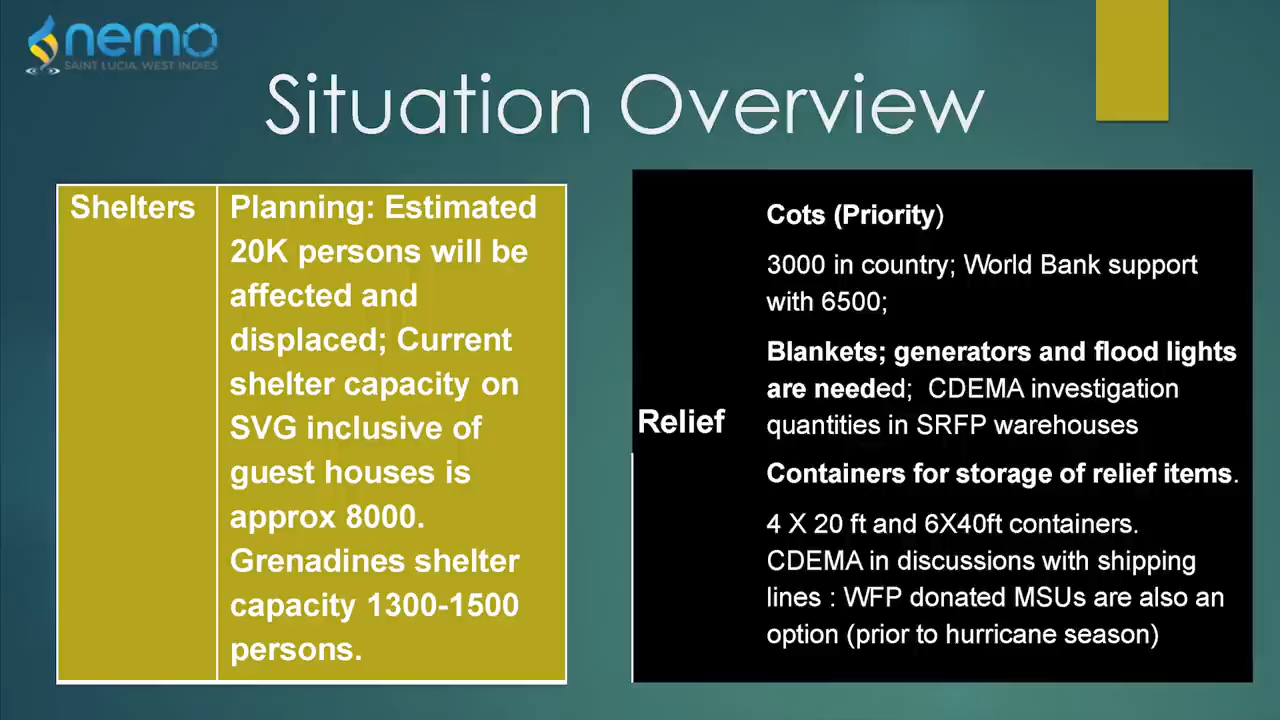 nemo
SAINT LUCIA, WEST INDIES
Situation Overview
Shelters
Planning: Estimated
20K persons will be
affected and
displaced; Current
shelter capacity on
SVG inclusive of
guest houses is
approx 8000.
Grenadines shelter
capacity 1300-1500
persons.
Relief
Cots (Priority)
3000 in country; World Bank support
with 6500;
Blankets; generators and flood lights
are needed; CDEMA investigation
quantities in SRFP warehouses
Containers for storage of relief items.
4 X 20 ft and 6X40ft containers.
CDEMA in discussions with shipping
lines : WFP donated MSUs are also an
option (prior to hurricane season)